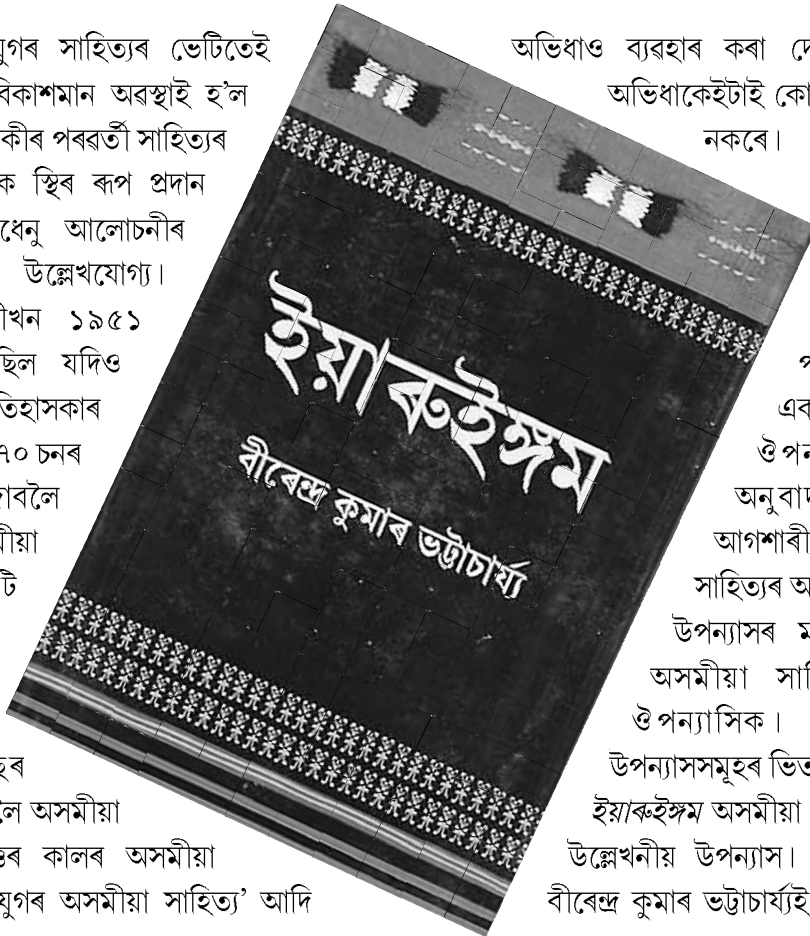 যুগৰ সাহিত্যৰ ভেটিতেই
বিকাশমান অৱস্থাই হ’ল
কীৰ পৰৱৰ্তী সাহিত্যৰ
ক স্থিৰ ৰূপ প্ৰদান
ধেনু আলোচনীৰ
উল্লেখযোগ্য।
১৯৫১
ছিল যদিও
তিহাসকাৰ
৭০ চনৰ
াবলৈ
মীয়া
টি
হৰ
লৈ অসমীয়া
ৰ কালৰ অসমীয়া
যুগৰ অসমীয়া সাহিত্য’ আদি
ইয়াৰুইঙ্গম
বীৰেন্দ্ৰ কুমাৰ ভট্টাচাৰ্য্য
অভিধাও ব্যৱহাৰ কৰা
অভিধাকেইটাই
নকৰে।
এক
ঔপন
অনুবাদ
আগশাৰী
সাহিত্যৰ
উপন্যাসৰ
অসমীয়া
ঔপন্যাসিক।
উপন্যাসসমূহৰ
ইয়াৰুইঙ্গম অসমীয়া
উল্লেখনীয় উপন্যাস।
বীৰেন্দ্ৰ কুমাৰ ভট্টাচাৰ্য্যই